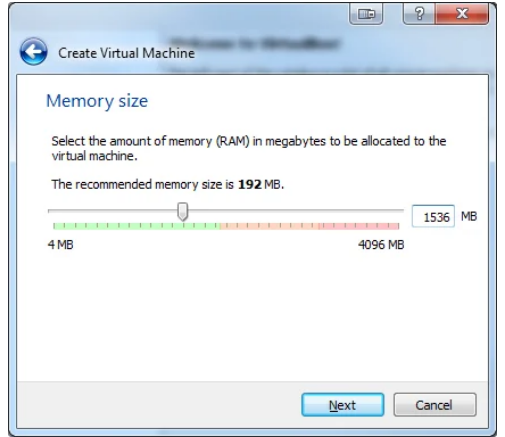 Create Virtual Machine
Memory size
Select the amount of memory (RAM) in megabytes to be allocated to the
virtual machine.
The recommended memory size is 192 MB.
1536 MB
4 MB 4096 MB
Next Cancel